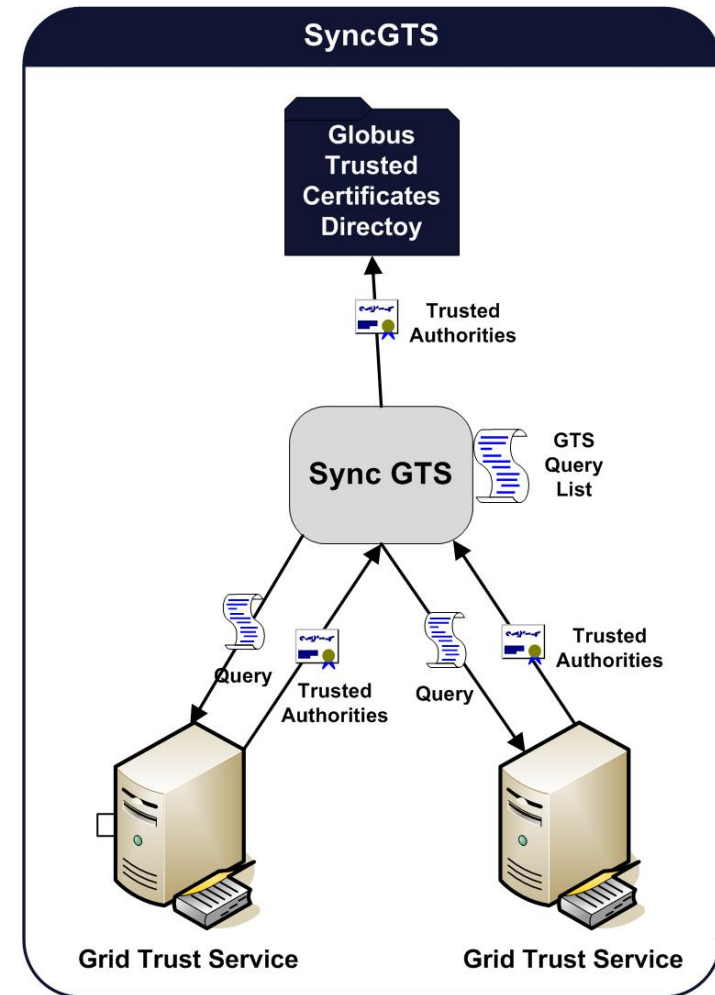 SyncGTS
Globus
Trusted
Certificates
Directoy
Trusted
Authorities
Sync GTS
GTS
Query
List
Query
Trusted
Authorities
Query
Trusted
Authorities
Grid Trust Service
Grid Trust Service